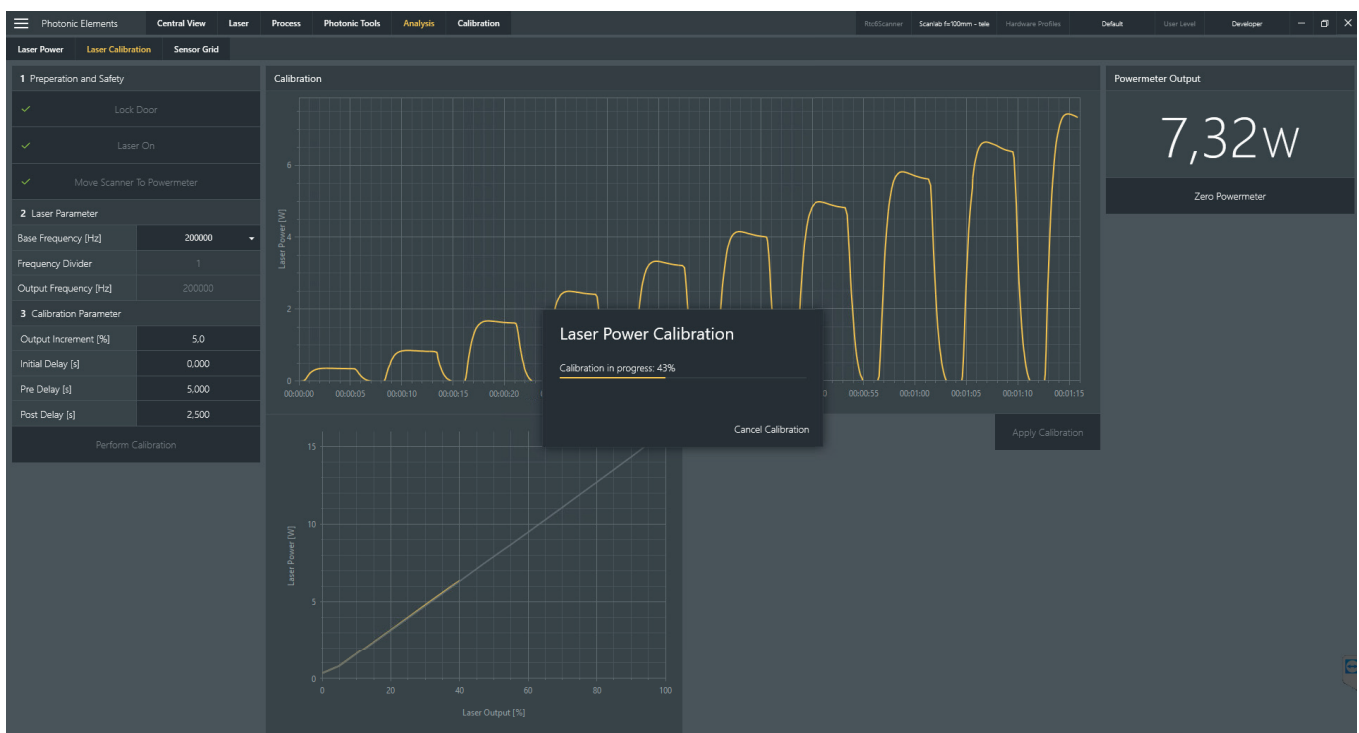 Photonic Elements Central View Laser Process Photonic Tools Analysis Calibration Rtc6Scanner Scanlab f=100mm - tele Hardware Profiles Default User Level Developer
Laser Power Laser Calibration Sensor Grid
1 Preperation and Safety
Lock Door
Laser On
Move Scanner To Powermeter
2 Laser Parameter
Base Frequency [Hz] 200000
Frequency Divider 1
Output Frequency [Hz] 200000
3 Calibration Parameter
Output Increment [%] 5,0
Initial Delay [s] 0,000
Pre Delay [s] 5,000
Post Delay [s] 2,500
Perform Calibration
Calibration
Laser Power [W]
6
4
2
0
00:00:00 00:00:05 00:00:10 00:00:15 00:00:20 0 00:00:55 00:01:00 00:01:05 00:01:10 00:01:15
Laser Power Calibration
Calibration in progress: 43%
Cancel Calibration
Apply Calibration
Laser Power [W]
15
10
5
0
0 20 40 60 80 100
Laser Output [%]
Powermeter Output
7,32W
Zero Powermeter